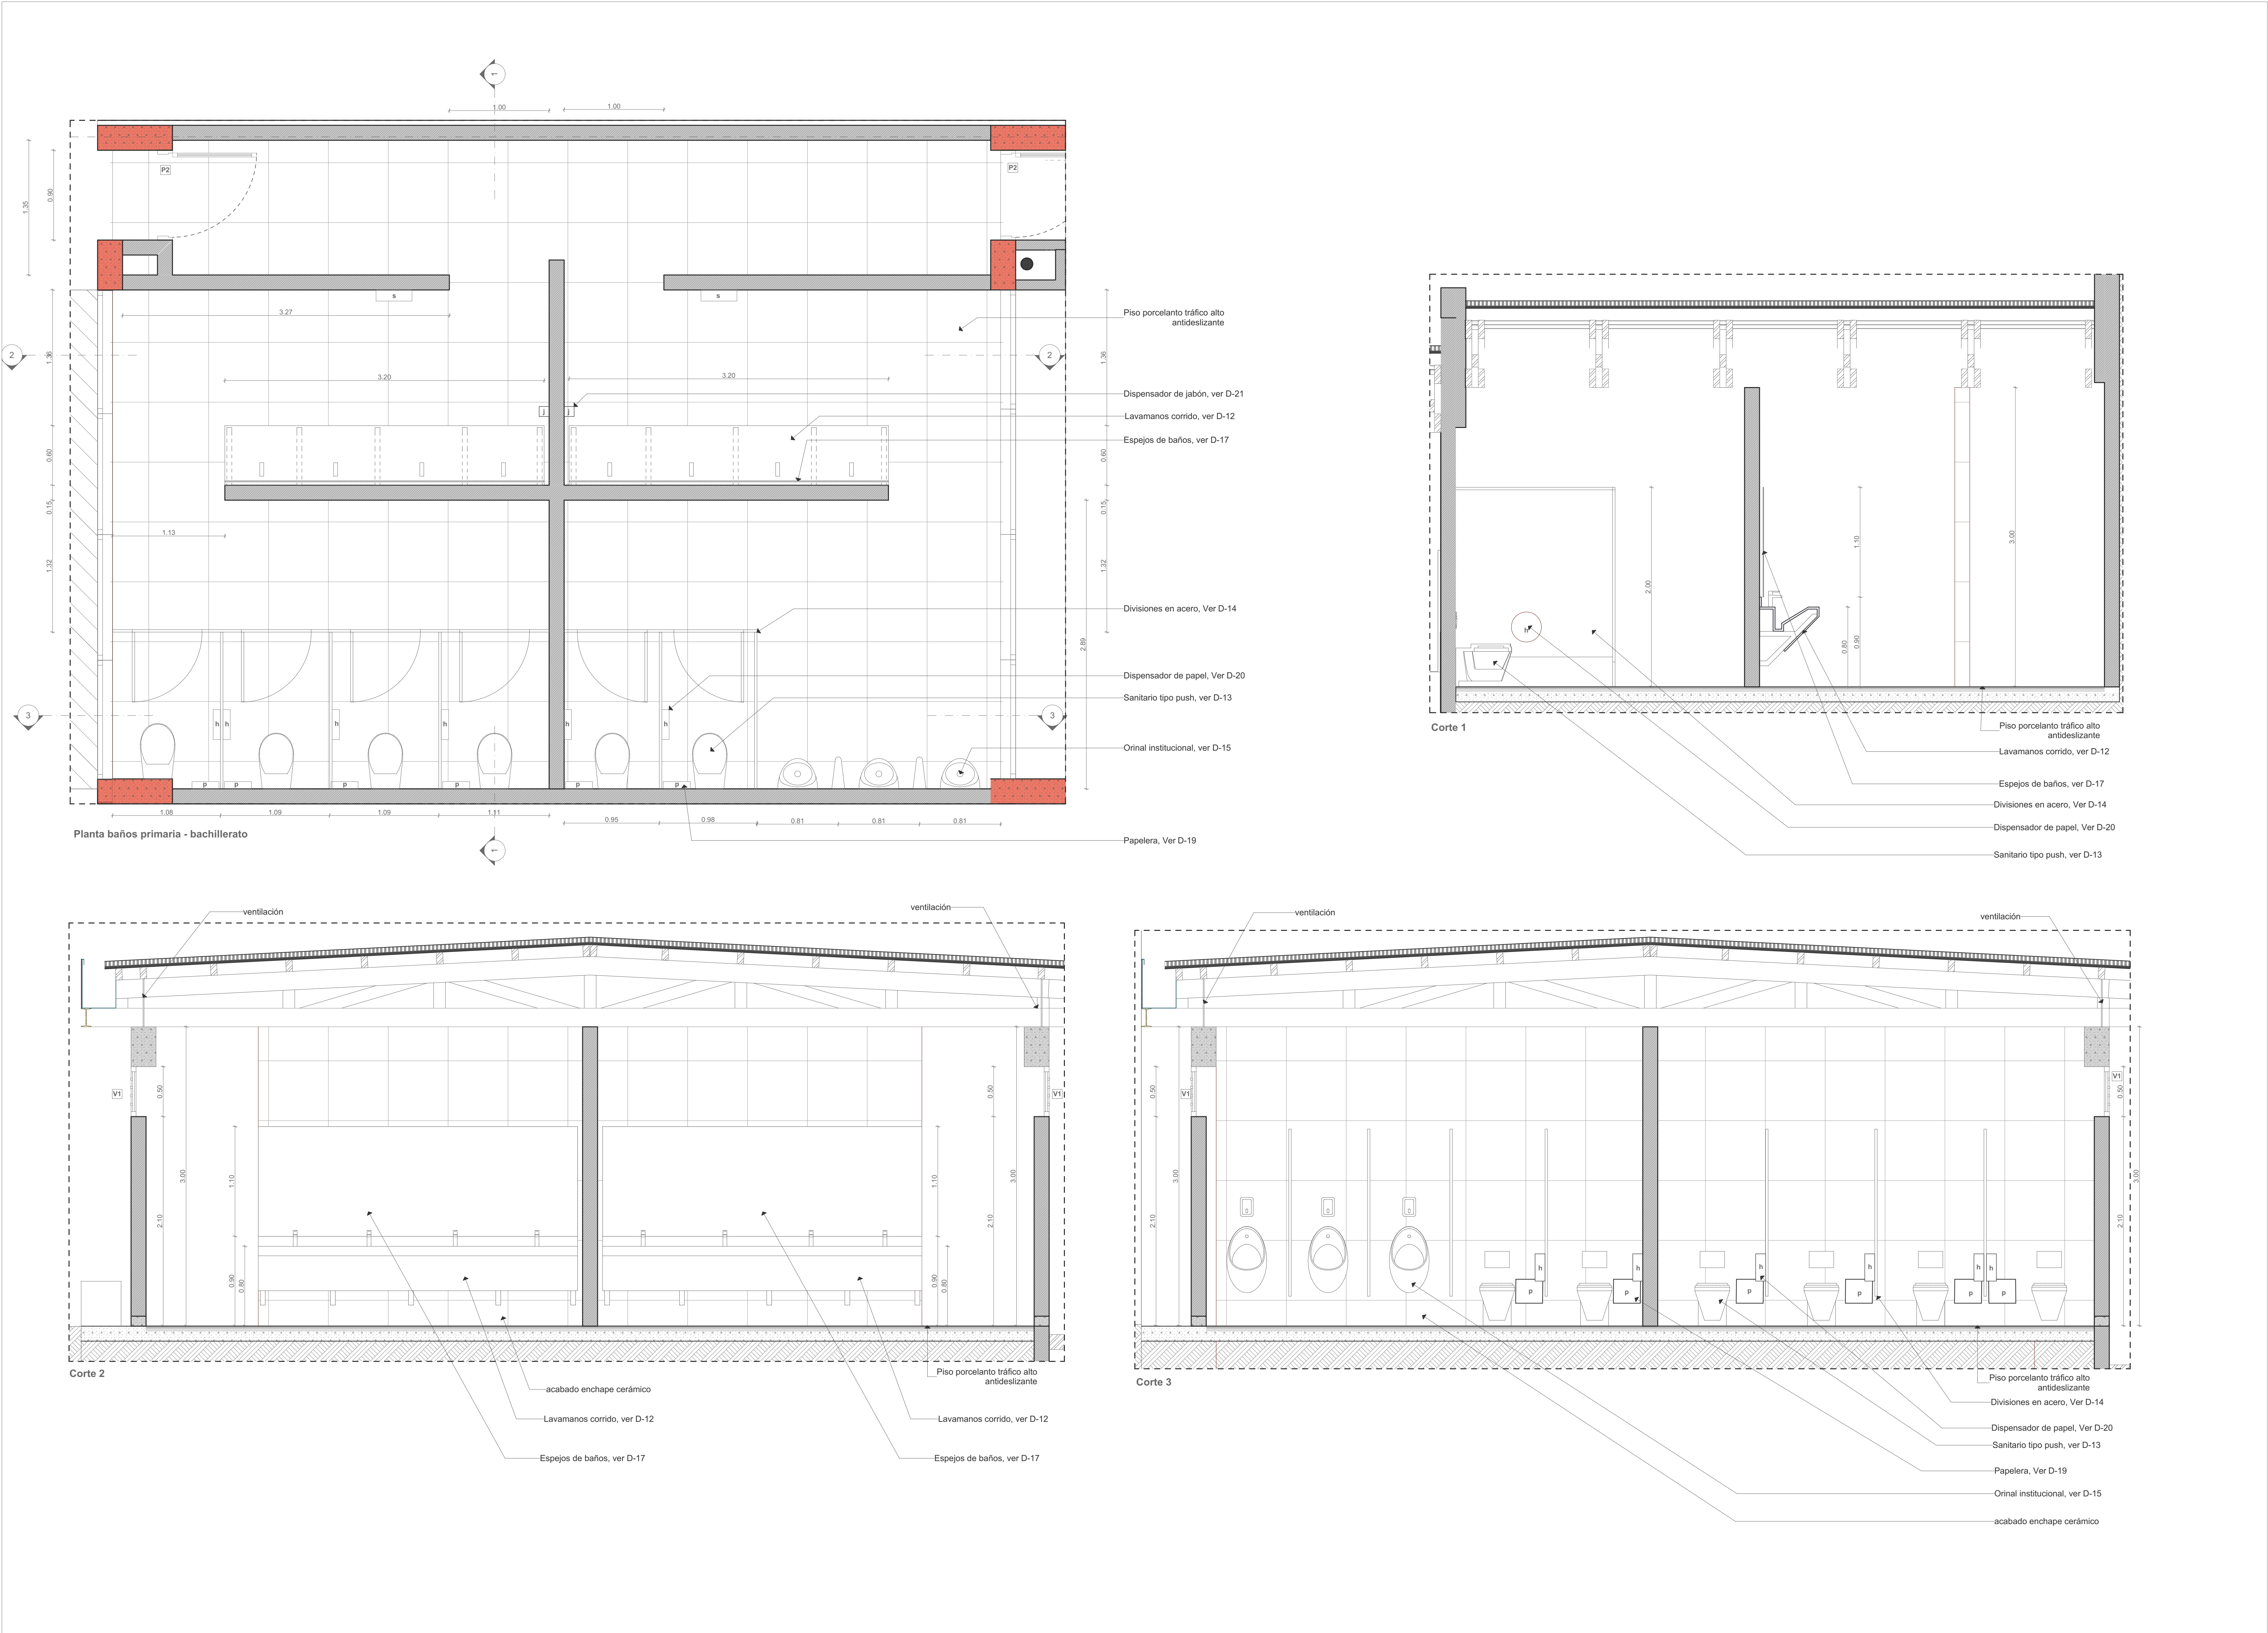 1
1.00
1.00
P2
P2
1.35
0.90
s
s
3.27
Piso porcelanto tráfico alto
antideslizante
2
2
1.36
1.36
3.20
3.20
Dispensador de jabón, ver D-21
j
j
Lavamanos corrido, ver D-12
Espejos de baños, ver D-17
0.60
0.60
0.15
0.15
1.13
1.32
1.32
Divisiones en acero, Ver D-14
2.89
Dispensador de papel, Ver D-20
Sanitario tipo push, ver D-13
3
h
h
h
h
h
h
3
Orinal institucional, ver D-15
p
p
p
p
p
p
1.08
1.09
1.09
1.11
0.95
0.98
0.81
0.81
0.81
Planta baños primaria - bachillerato
Papelera, Ver D-19
1
2.00
1.10
3.00
h
0.80
0.90
Corte 1
Piso porcelanto tráfico alto
antideslizante
Lavamanos corrido, ver D-12
Espejos de baños, ver D-17
Divisiones en acero, Ver D-14
Dispensador de papel, Ver D-20
Sanitario tipo push, ver D-13
ventilación
ventilación
V1
0.50
0.50
V1
3.00
1.10
1.10
3.00
2.10
2.10
0.90
0.80
0.90
0.80
Corte 2
Piso porcelanto tráfico alto
antideslizante
acabado enchape cerámico
Lavamanos corrido, ver D-12
Lavamanos corrido, ver D-12
Espejos de baños, ver D-17
Espejos de baños, ver D-17
ventilación
ventilación
V1
0.50
V1
0.50
3.00
3.00
2.10
2.10
h
h
h
h
h
h
p
p
p
p
p
p
Corte 3
Piso porcelanto tráfico alto
antideslizante
Divisiones en acero, Ver D-14
Dispensador de papel, Ver D-20
Sanitario tipo push, ver D-13
Papelera, Ver D-19
Orinal institucional, ver D-15
acabado enchape cerámico